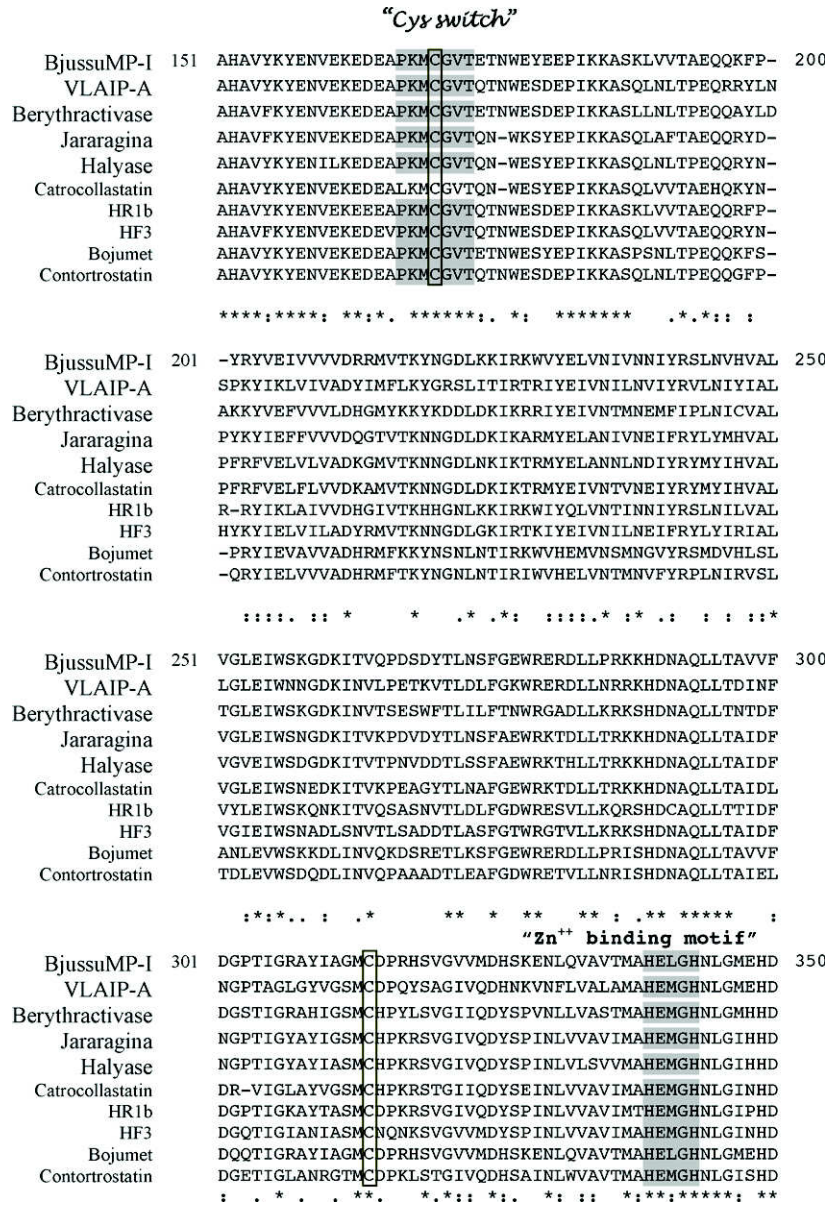 "Cys switch"
BjussuMP-I 151 AHAVYKYENVEKEDEAPKMCGVTETNWEYEEPIKKASKLVVTAEQQKFP- 200
VLAIP-A AHAVYKYENVEKEDEAPKMCGVTQTNWESDEPIKKASQLNLTPEQRRYLN
Berythractivase AHAVFKYENVEKEDEAPKMCGVTETNWESDEPIKKASLLNLTPEQQAYLD
Jararagina AHAVFKYENVEKEDEAPKMCGVTQN-WKSYEPIKKASQLAFTAEQQRYD-
Halyase AHAVYKYENILKEDEAPKMCGVTQN-WESYEPIKKASQLNLTPEQQRYN-
Catrocollastatin AHAVYKYENVEKEDEALKMCGVTQN-WESYEPIKKASQLVVTAEHQKYN-
HR1b AHAVYKYENVEKEEEAPKMCGVTQTNWESDEPIKKASKLVVTAEQQRFP-
HF3 AHAVFKYENVEKEDEVPKMCGVTQTNWESDEPIKKASQLVVTAEQQRYN-
Bojumet AHAVYKYENVEKEDEAPKMCGVTQTNWESDEPIKKASPSNLTPEQQKFS-
Contortrostatin AHAVYKYENVEKEDEAPKMCGVTQTNWESDEPIKKASQLNLTPEQQGFP-
****:****: **:*. ******:. *: ******* .*.*:: :
BjussuMP-I 201 -YRYVEIVVVVDRRMVTKYNGDLKKIRKWVYELVNIVNNIYRSLNVHVAL 250
VLAIP-A SPKYIKLVIVADYIMFLKYGRSLITIRTRIYEIVNILNVIYRVLNIYIAL
Berythractivase AKKYVEFVVVLDHGMYKKYKDDLDKIKRRIYEIVNTMNEMFIPLNICVAL
Jararagina PYKYIEFFVVVDQGTVTKNNGDLDKIKARMYELANIVNEIFRYLYMHVAL
Halyase PFRFVELVLVADKGMVTKNNGDLNKIKTRMYELANNLNDIYRYMYIHVAL
Catrocollastatin PFRFVELFLVVDKAMVTKNNGDLDKIKTRMYEIVNTVNEIYRYMYIHVAL
HR1b R-RYIKLAIVVDHGIVTKHHGNLKKIRKWIYQLVNTINNIYRSLNILVAL
HF3 HYKYIELVILADYRMVTKNNGDLGKIRTKIYEIVNILNEIFRYLYIRIAL
Bojumet -PRYIEVAVVADHRMFKKYNSNLNTIRKWVHEMVNSMNGVYRSMDVHLSL
Contortrostatin -QRYIELVVVADHRMFTKYNGNLNTIRIWVHELVNTMNVFYRPLNIRVSL
::::. :: * * .* .*: ::: .* :* .: : : ::*
BjussuMP-I 251 VGLEIWSKGDKITVQPDSDYTLNSFGEWRERDLLPRKKHDNAQLLTAVVF 300
VLAIP-A LGLEIWNNGDKINVLPETKVTLDLFGKWRERDLLNRRKHDNAQLLTDINF
Berythractivase TGLEIWSKGDKINVTSESWFTLILFTNWRGADLLKRKSHDNAQLLTNTDF
Jararagina VGLEIWSNGDKITVKPDVDYTLNSFAEWRKTDLLTRKKHDNAQLLTAIDF
Halyase VGVEIWSDGDKITVTPNVDDTLSSFAEWRKTHLLTRKKHDNAQLLTAIDF
Catrocollastatin VGLEIWSNEDKITVKPEAGYTLNAFGEWRKTDLLTRKKHDNAQLLTAIDL
HR1b VYLEIWSKQNKITVQSASNVTLDLFGDWRESVLLKQRSHDCAQLLTTIDF
HF3 VGIEIWSNADLSNVTLSADDTLASFGTWRGTVLLKRKSHDNAQLLTAIDF
Bojumet ANLEVWSKKDLINVQKDSRETLKSFGEWRERDLLPRISHDNAQLLTAVVF
Contortrostatin TDLEVWSDQDLINVQPAAADTLEAFGDWRETVLLNRISHDNAQLLTAIEL
:*:*.. : .* ** * ** ** : ** ***** :
"Zn++ binding motif"
BjussuMP-I 301 DGPTIGRAYIAGMCDPRHSVGVVMDHSKENLQVAVTMAHELGHNLGMEHD 350
VLAIP-A NGPTAGLGYVGSMCDPQYSAGIVQDHNKVNFLVALAMAHEMGHNLGMDHD
Berythractivase DGSTIGRAHIGSMCHPYLSVGIIQDYSPVNLLVASTMAHEMGHNLGMHHD
Jararagina NGPTIGYAYIGSMCHPKRSVGIVQDYSPINLVVAVIMAHEMGHNLGIHHD
Halyase NGPTIGYAYIASMCHPKRSVGIVQDYSPINLVLSVVMAHEMGHNLGIHHD
Catrocollastatin DR-VIGLAYVGSMCHPKRSTGIIQDYSEINLVVAVIMAHEMGHNLGINHD
HR1b DGPTIGKAYTASMCDPKRSVGIVQDYSPINLVVAVIMTHEMGHNLGIPHD
HF3 DGQTIGIANIASMCNQNKSVGVVMDYSPINLVVAVIMAHEMGHNLGINHD
Bojumet DQQTIGRAYIAGMCDPRHSVGVVMDHSKENLQVAVTMAHELGHNLGMEHD
Contortrostatin DGETIGLANRGTMCDPKLSTGIVQDHSAINLWVAVTMAHEMGHNLGISHD
: . * . . **. *.*:: *:. *: :: *:**:*****: **